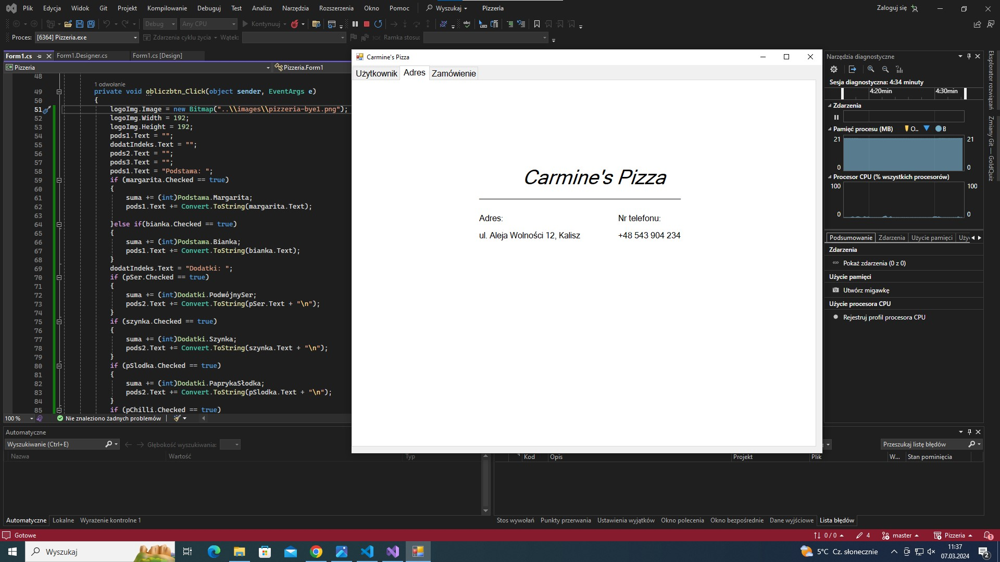 Plik Edycja Widok Git Projekt Kompilowanie Debuguj Test Analiza Narzędzia Rozszerzenia Okno Pomoc Wyszukaj Pizzeria Zaloguj się
Debug Any CPU Kontynuuj
Proces: [6364] Pizzeria.exe Zdarzenia cyklu życia Wątek: Ramka stosu:
Form1.cs Form1.Designer.cs Form1.cs [Design]
Pizzeria Pizzeria.Form1
48
1 odwołanie
49 private void obliczbtn_Click(object sender, EventArgs e)
50 {
51 logoImg.Image = new Bitmap("..\\images\\pizzeria-bye1.png");
52 logoImg.Width = 192;
53 logoImg.Height = 192;
54 pods1.Text = "";
55 dodatIndeks.Text = "";
56 pods2.Text = "";
57 pods3.Text = "";
58 pods1.Text = "Podstawa: ";
59 if (margarita.Checked == true)
60 {
61 suma += (int)Podstawa.Margarita;
62 pods1.Text += Convert.ToString(margarita.Text);
63
64 }else if(bianka.Checked == true)
65 {
66 suma += (int)Podstawa.Bianka;
67 pods1.Text += Convert.ToString(bianka.Text);
68 }
69 dodatIndeks.Text = "Dodatki: ";
70 if (pSer.Checked == true)
71 {
72 suma += (int)Dodatki.PodwójnySer;
73 pods2.Text += Convert.ToString(pSer.Text + "\n");
74 }
75 if (szynka.Checked == true)
76 {
77 suma += (int)Dodatki.Szynka;
78 pods2.Text += Convert.ToString(szynka.Text + "\n");
79 }
80 if (pSlodka.Checked == true)
81 {
82 suma += (int)Dodatki.PaprykaSłodka;
83 pods2.Text += Convert.ToString(pSlodka.Text + "\n");
84 }
85 if (pChilli.Checked == true)
100 % Nie znaleziono żadnych problemów
Carmine's Pizza
Użytkownik Adres Zamówienie
Carmine's Pizza
Adres: Nr telefonu:
ul. Aleja Wolności 12, Kalisz +48 543 904 234
Narzędzia diagnostyczne
Sesja diagnostyczna: 4:34 minuty
4:20min 4:30min
Zdarzenia
Pamięć procesu (MB) O.. B
21 21
0 0
Procesor CPU (% wszystkich procesorów)
100 100
0 0
Podsumowanie Zdarzenia Użycie pamięci Uży
Zdarzenia
Pokaż zdarzenia (0 z 0)
Użycie pamięci
Utwórz migawkę
Użycie procesora CPU
Rejestruj profil procesora CPU
Eksplorator rozwiązań
Zmiany Git — GoldQuiz
Automatyczne
Wyszukiwanie (Ctrl+E) Głębokość wyszukiwania:
Nazwa Wartość Typ
Przeszukaj listę błędów
Kod Opis Projekt Plik W... Stan pominięcia
Automatyczne Lokalne Wyrażenie kontrolne 1
Stos wywołań Punkty przerwania Ustawienia wyjątków Okno polecenia Okno bezpośrednie Dane wyjściowe Lista błędów
Gotowe 0 / 0 4 master Pizzeria 1
Wyszukaj 5°C Cz. słonecznie 11:37
07.03.2024 2